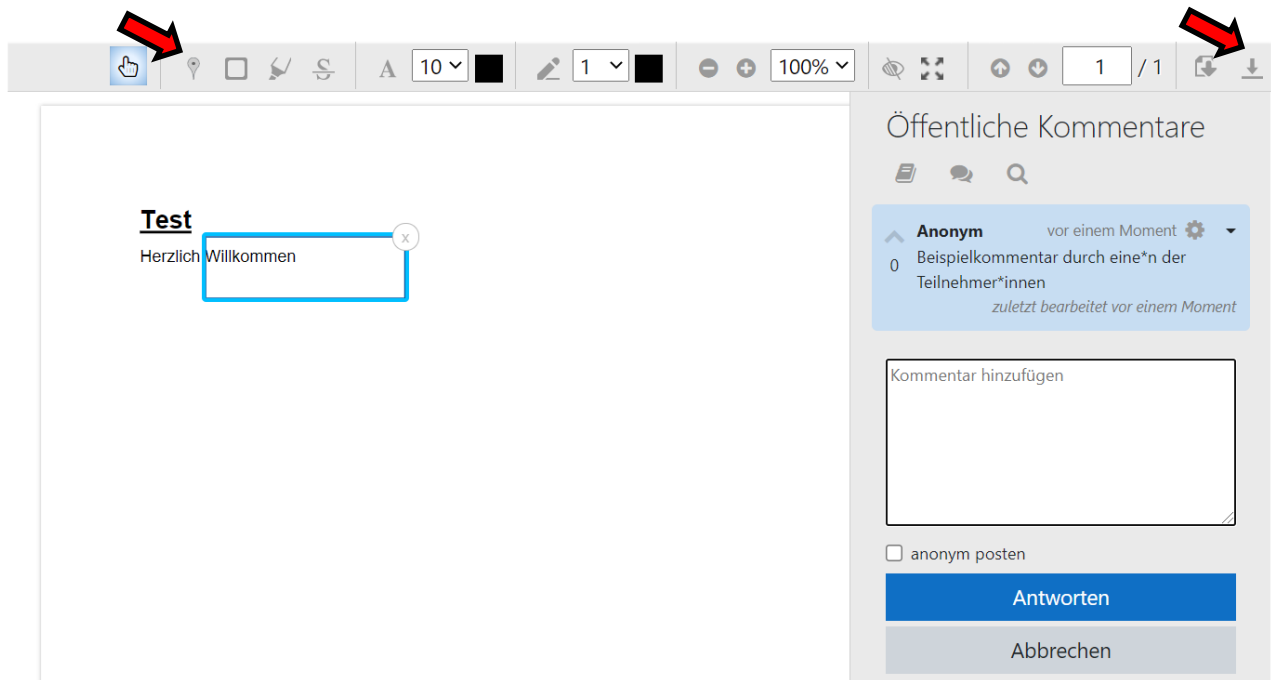 A 10 1 100% 1 / 1
Öffentliche Kommentare
Test
Herzlich Willkommen
x
Anonym vor einem Moment
0 Beispielkommentar durch eine*n der
Teilnehmer*innen
zuletzt bearbeitet vor einem Moment
Kommentar hinzufügen
anonym posten
Antworten
Abbrechen